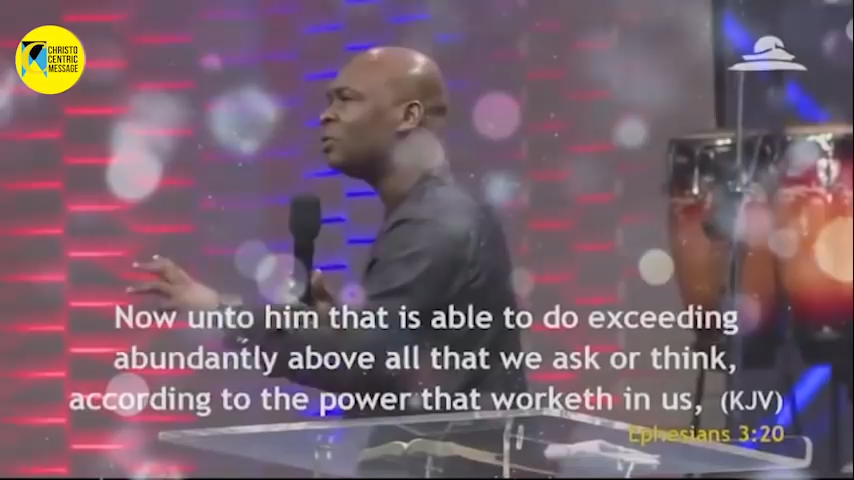 CHRISTO
CENTRIC
MESSAGE
Now unto him that is able to do exceeding
abundantly above all that we ask or think,
according to the power that worketh in us, (KJV)
Ephesians 3:20